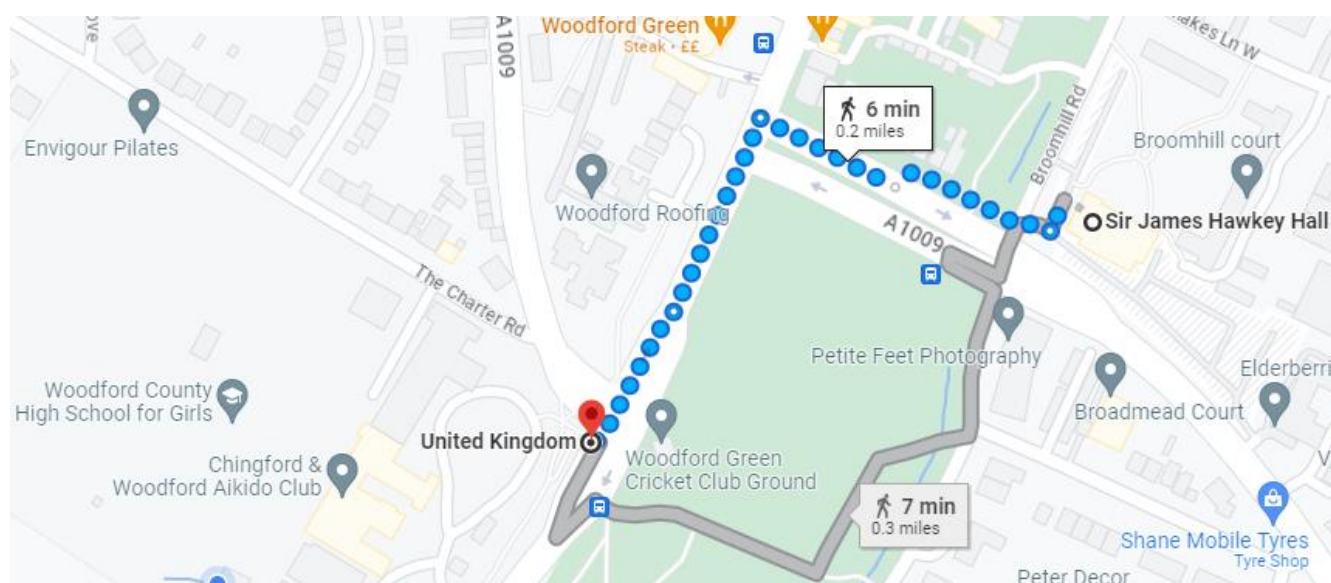 Woodford Green
Steak · ££
A1009
Envigour Pilates
6 min
0.2 miles
Broomhill Rd
Broomhill court
Woodford Roofing
A1009
Sir James Hawkey Hall
The Charter Rd
Petite Feet Photography
Woodford County
High School for Girls
Elderberri
Broadmead Court
United Kingdom
Woodford Green
Cricket Club Ground
Chingford &
Woodford Aikido Club
7 min
0.3 miles
Shane Mobile Tyres
Tyre Shop
Peter Decor